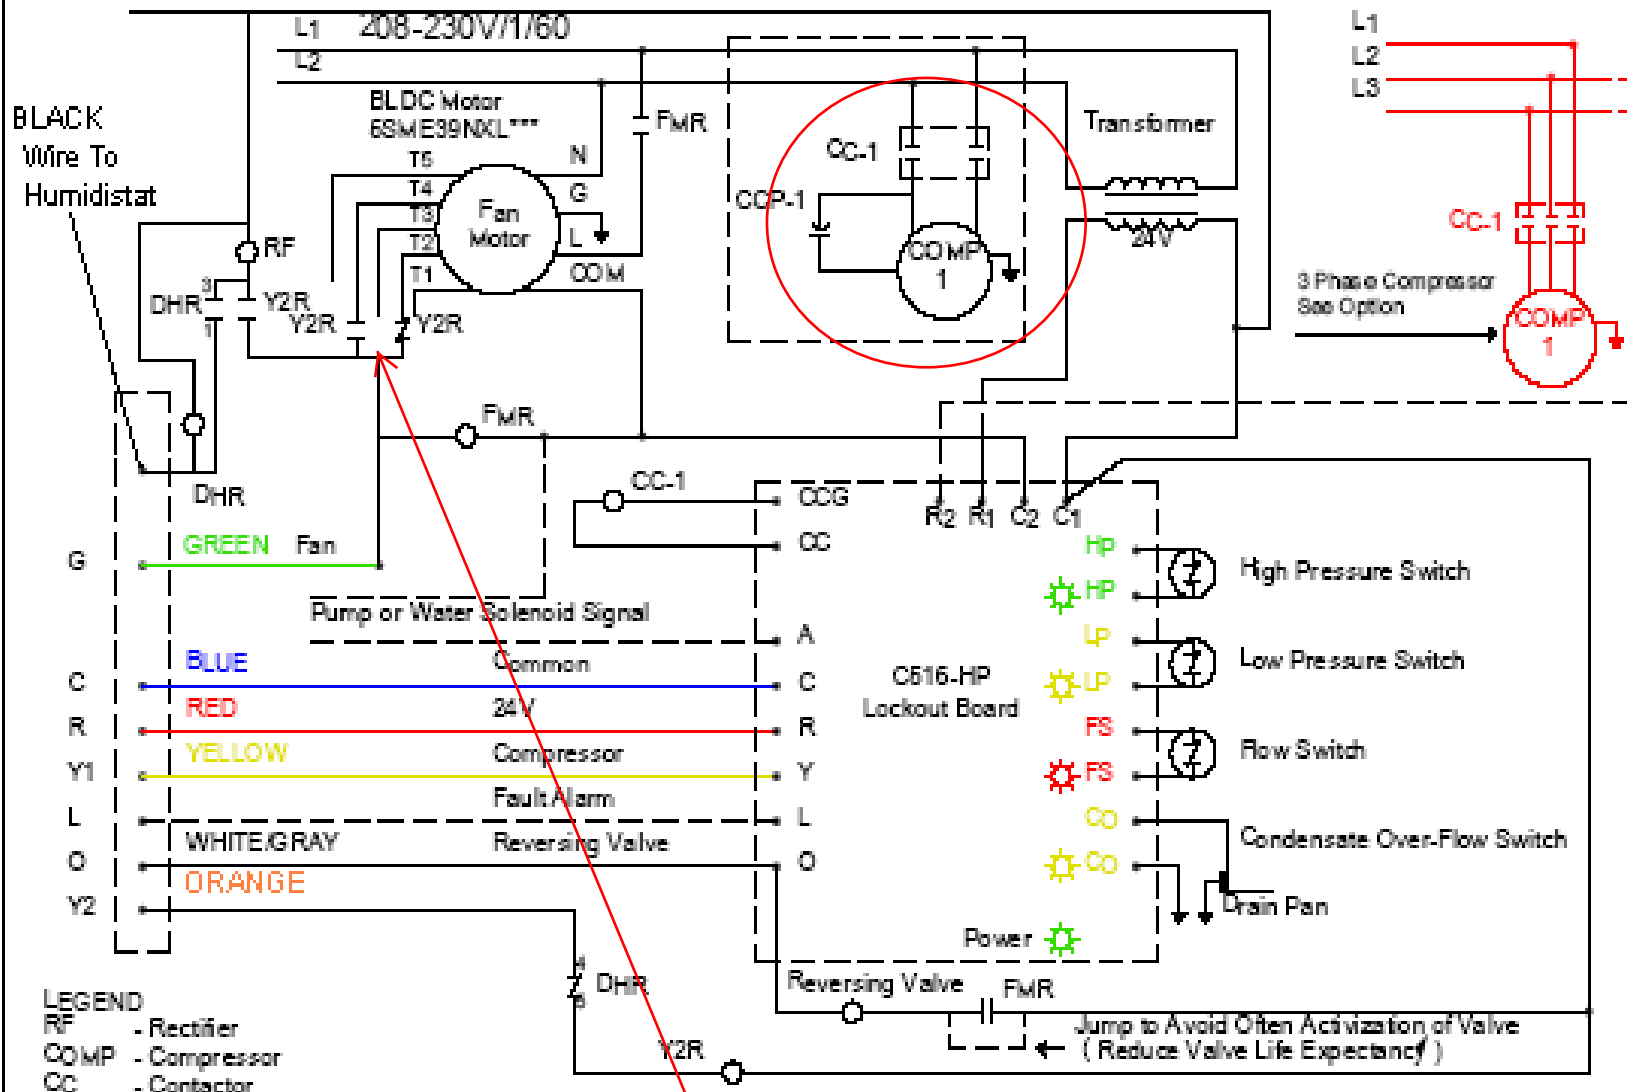 L1 208-230V/1/60
L2
L1
L2
L3
BLACK
Wire To
Humidistat
BLDC Motor
6SME39NXL***
T5
T4
T3
T2
T1
Fan
Motor
N
G
L
COM
FMR
CC-1
CCP-1
COMP
1
Transformer
24V
CC-1
3 Phase Compressor
See Option
COMP
1
RF
DHR
3
1
Y2R
Y2R
Y2R
FMR
DHR
CC-1
CCG
CC
R2 R1 C2 C1
G
GREEN Fan
Pump or Water Solenoid Signal
A
C
BLUE
Common
C
R
RED
24V
R
Y1
YELLOW
Compressor
Y
L
Fault Alarm
L
O
WHITE/GRAY
Reversing Valve
O
Y2
ORANGE
C516-HP
Lockout Board
HP
HP
High Pressure Switch
LP
LP
Low Pressure Switch
FS
FS
Flow Switch
CO
CO
Condensate Over-Flow Switch
Drain Pan
Power
4
DHR
Reversing Valve
FMR
Jump to Avoid Often Activization of Valve
( Reduce Valve Life Expectancy )
Y2R
LEGEND
RF - Rectifier
COMP - Compressor
CC - Contactor